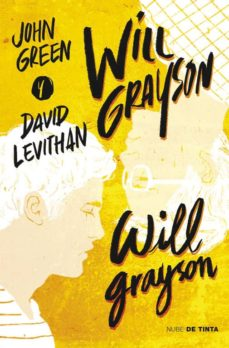 JOHN
GREEN
y
DAVID
LEVITHAN
Will
GRAYSON
will
grayson
NUBE DE TINTA